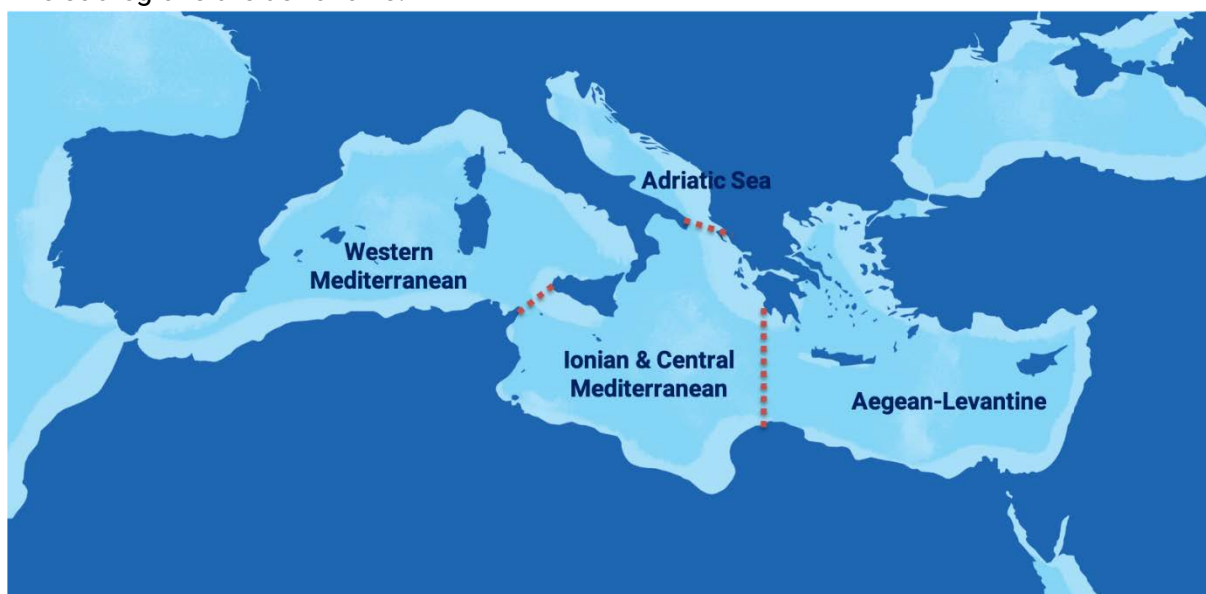 Adriatic Sea
Western
Mediterranean
Ionian & Central
Mediterranean
Aegean-Levantine